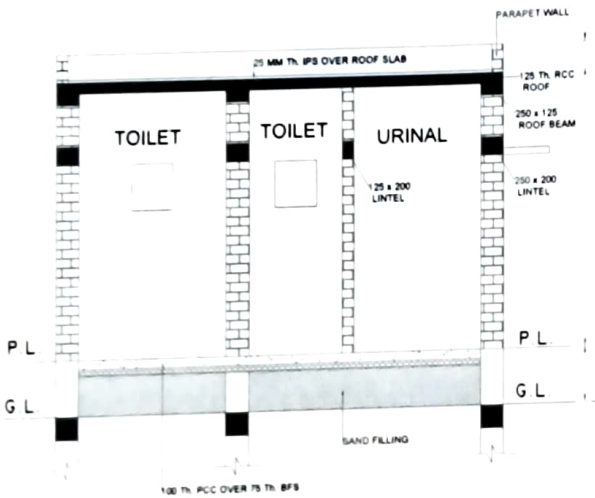 PARAPET WALL
25 MM Th. IPS OVER ROOF SLAB
125 Th. RCC
ROOF
250 x 125
ROOF BEAM
TOILET
TOILET
URINAL
125 x 200
LINTEL
250 x 200
LINTEL
P.L.
P.L.
G.L.
G.L.
SAND FILLING
100 Th. PCC OVER 75 Th. BFS